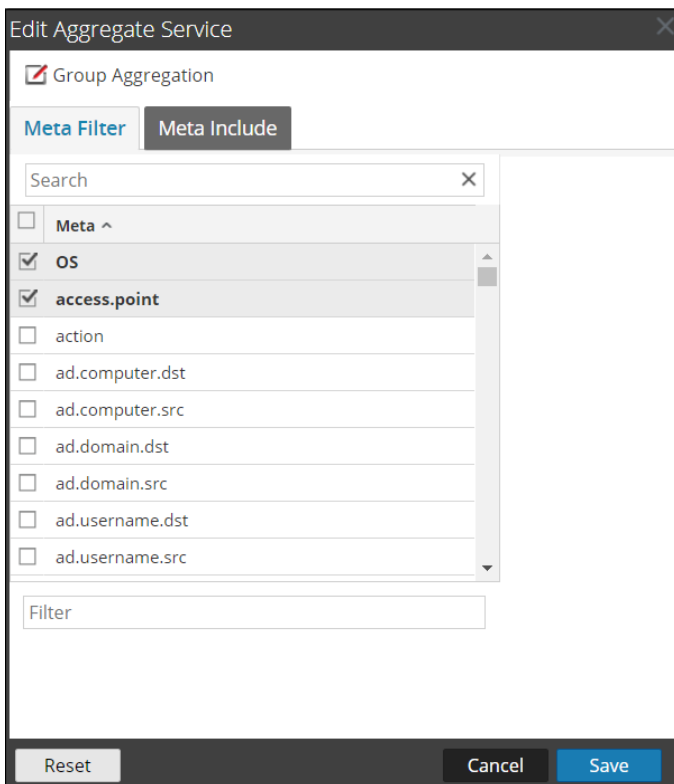 Edit Aggregate Service
Group Aggregation
Meta Filter Meta Include
Search
Meta
OS
access.point
action
ad.computer.dst
ad.computer.src
ad.domain.dst
ad.domain.src
ad.username.dst
ad.username.src
Filter
Reset Cancel Save